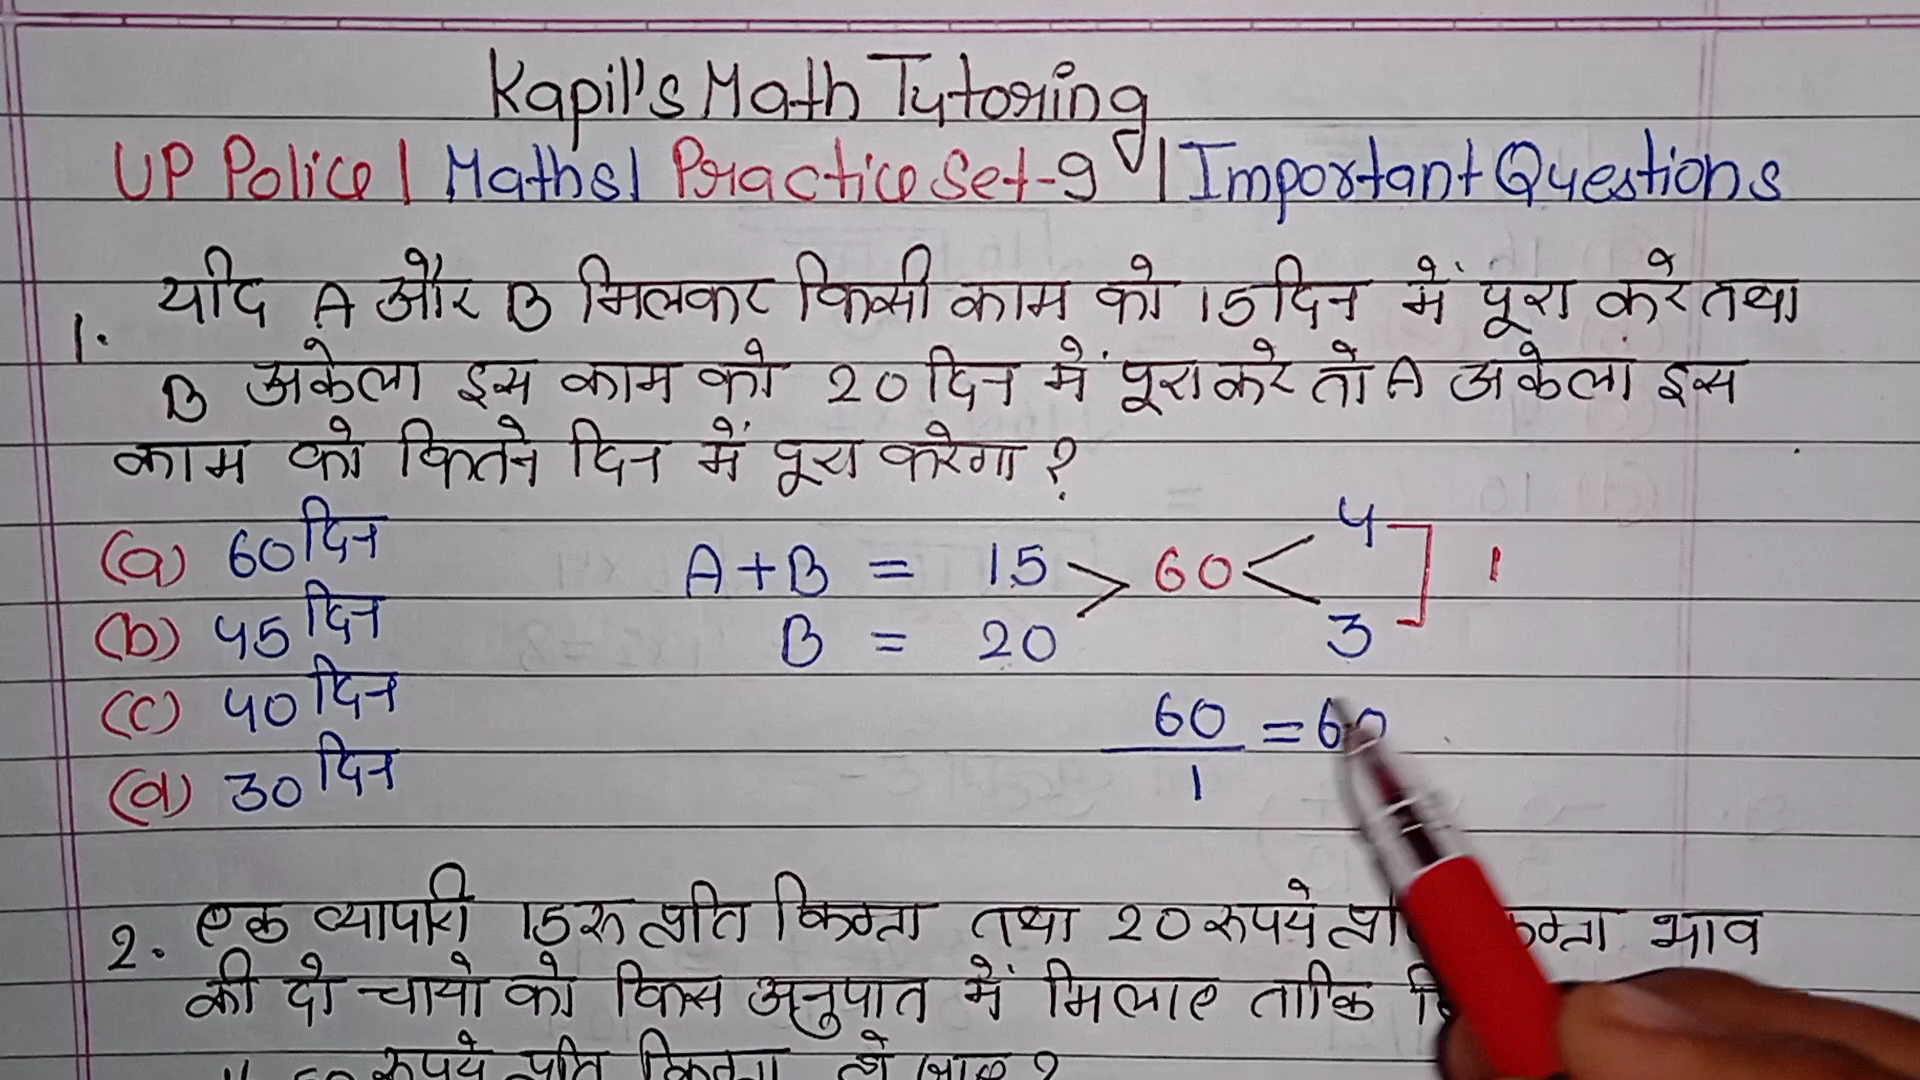 Kapil's Math Tutoring
UP Police | Maths | Practice Set-9 | Important Questions
1. यदि A और B मिलकर किसी काम को 15 दिन में पूरा करे तथा
B अकेला इस काम को 20 दिन में पूरा करे तो A अकेला इस
काम को कितने दिन में पूरा करेगा ?
(a) 60 दिन
(b) 45 दिन
(c) 40 दिन
(d) 30 दिन
A+B = 15 > 60 < 4 ] 1
B = 20 3
60/1 = 60
2. एक व्यापारी 15 रु प्रति किग्रा तथा 20 रुपये भाव
की दो चायो को किस अनुपात में मिलाए ताकि